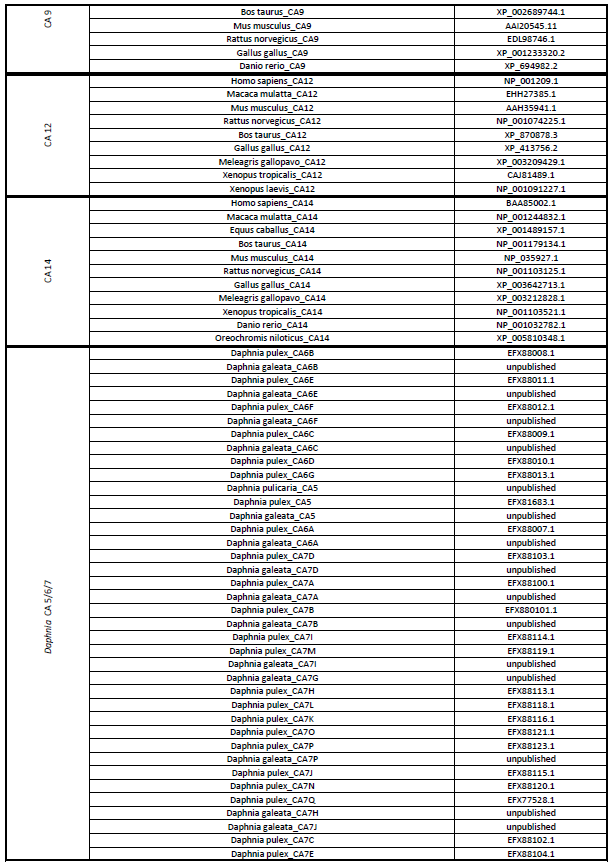 CA 9
Bos taurus_CA9 XP_002689744.1
Mus musculus_CA9 AAI20545.11
Rattus norvegicus_CA9 EDL98746.1
Gallus gallus_CA9 XP_001233320.2
Danio rerio_CA9 XP_694982.2
CA 12
Homo sapiens_CA12 NP_001209.1
Macaca mulatta_CA12 EHH27385.1
Mus musculus_CA12 AAH35941.1
Rattus norvegicus_CA12 NP_001074225.1
Bos taurus_CA12 XP_870878.3
Gallus gallus_CA12 XP_413756.2
Meleagris gallopavo_CA12 XP_003209429.1
Xenopus tropicalis_CA12 CAJ81489.1
Xenopus laevis_CA12 NP_001091227.1
CA14
Homo sapiens_CA14 BAA85002.1
Macaca mulatta_CA14 NP_001244832.1
Equus caballus_CA14 XP_001489157.1
Bos taurus_CA14 NP_001179134.1
Mus musculus_CA14 NP_035927.1
Rattus norvegicus_CA14 NP_001103125.1
Gallus gallus_CA14 XP_003642713.1
Meleagris gallopavo_CA14 XP_003212828.1
Xenopus tropicalis_CA14 NP_001103521.1
Danio rerio_CA14 NP_001032782.1
Oreochromis niloticus_CA14 XP_005810348.1
Daphnia CA 5/6/7
Daphnia pulex_CA6B EFX88008.1
Daphnia galeata_CA6B unpublished
Daphnia pulex_CA6E EFX88011.1
Daphnia galeata_CA6E unpublished
Daphnia pulex_CA6F EFX88012.1
Daphnia galeata_CA6F unpublished
Daphnia pulex_CA6C EFX88009.1
Daphnia galeata_CA6C unpublished
Daphnia pulex_CA6D EFX88010.1
Daphnia pulex_CA6G EFX88013.1
Daphnia pulicaria_CA5 unpublished
Daphnia pulex_CA5 EFX81683.1
Daphnia galeata_CA5 unpublished
Daphnia pulex_CA6A EFX88007.1
Daphnia galeata_CA6A unpublished
Daphnia pulex_CA7D EFX88103.1
Daphnia galeata_CA7D unpublished
Daphnia pulex_CA7A EFX88100.1
Daphnia galeata_CA7A unpublished
Daphnia pulex_CA7B EFX880101.1
Daphnia galeata_CA7B unpublished
Daphnia pulex_CA7I EFX88114.1
Daphnia pulex_CA7M EFX88119.1
Daphnia galeata_CA7I unpublished
Daphnia galeata_CA7G unpublished
Daphnia pulex_CA7H EFX88113.1
Daphnia pulex_CA7L EFX88118.1
Daphnia pulex_CA7K EFX88116.1
Daphnia pulex_CA7O EFX88121.1
Daphnia pulex_CA7P EFX88123.1
Daphnia galeata_CA7P unpublished
Daphnia pulex_CA7J EFX88115.1
Daphnia pulex_CA7N EFX88120.1
Daphnia pulex_CA7Q EFX77528.1
Daphnia galeata_CA7H unpublished
Daphnia galeata_CA7J unpublished
Daphnia pulex_CA7C EFX88102.1
Daphnia pulex_CA7E EFX88104.1